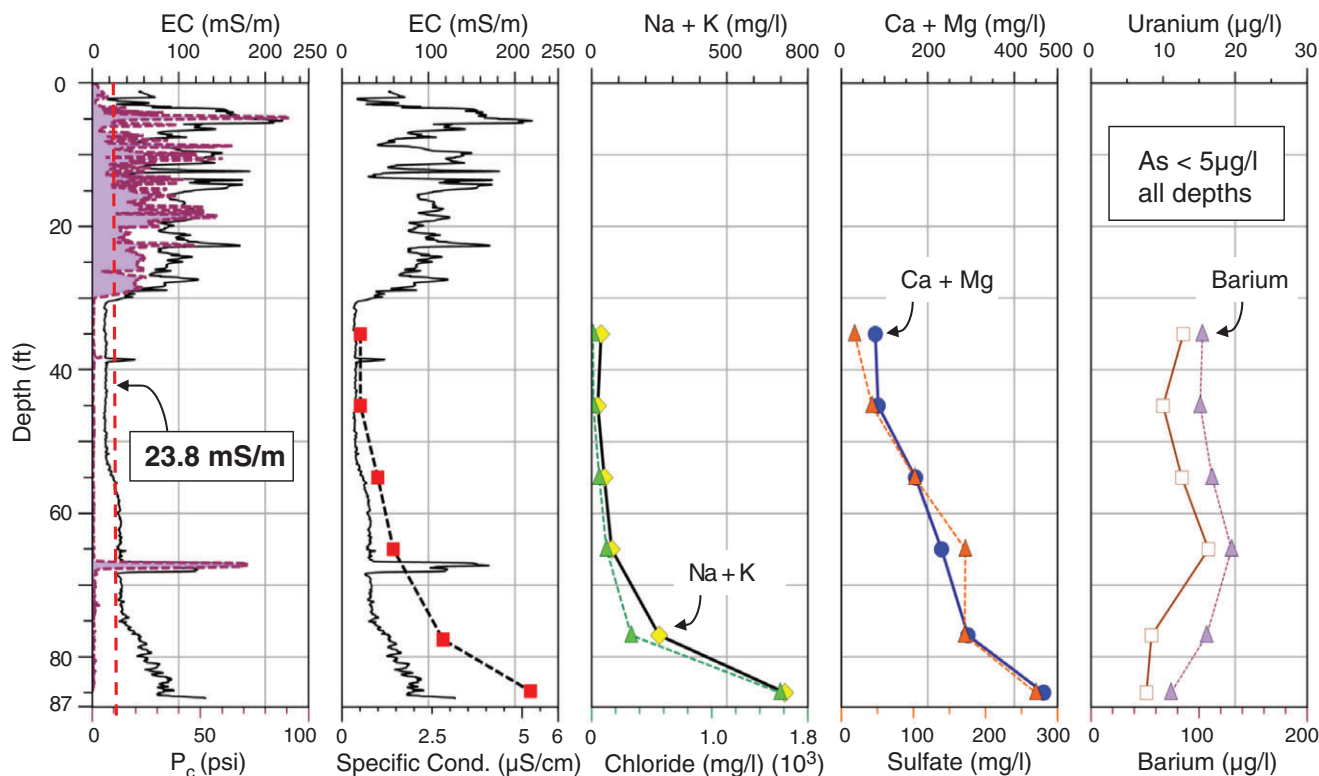 EC (mS/m)
0 100 200 250
EC (mS/m)
0 100 200 250
Na + K (mg/l)
0 500 800
Ca + Mg (mg/l)
0 200 400 500
Uranium (µg/l)
0 10 20 30
Depth (ft)
0
20
40
60
80
87
23.8 mS/m
Na + K
Ca + Mg
As < 5µg/l
all depths
Barium
0 50 100
P_c (psi)
0 2.5 5 6
Specific Cond. (µS/cm)
0 1.0 1.8
Chloride (mg/l) (10³)
0 100 200 300
Sulfate (mg/l)
0 100 200
Barium (µg/l)